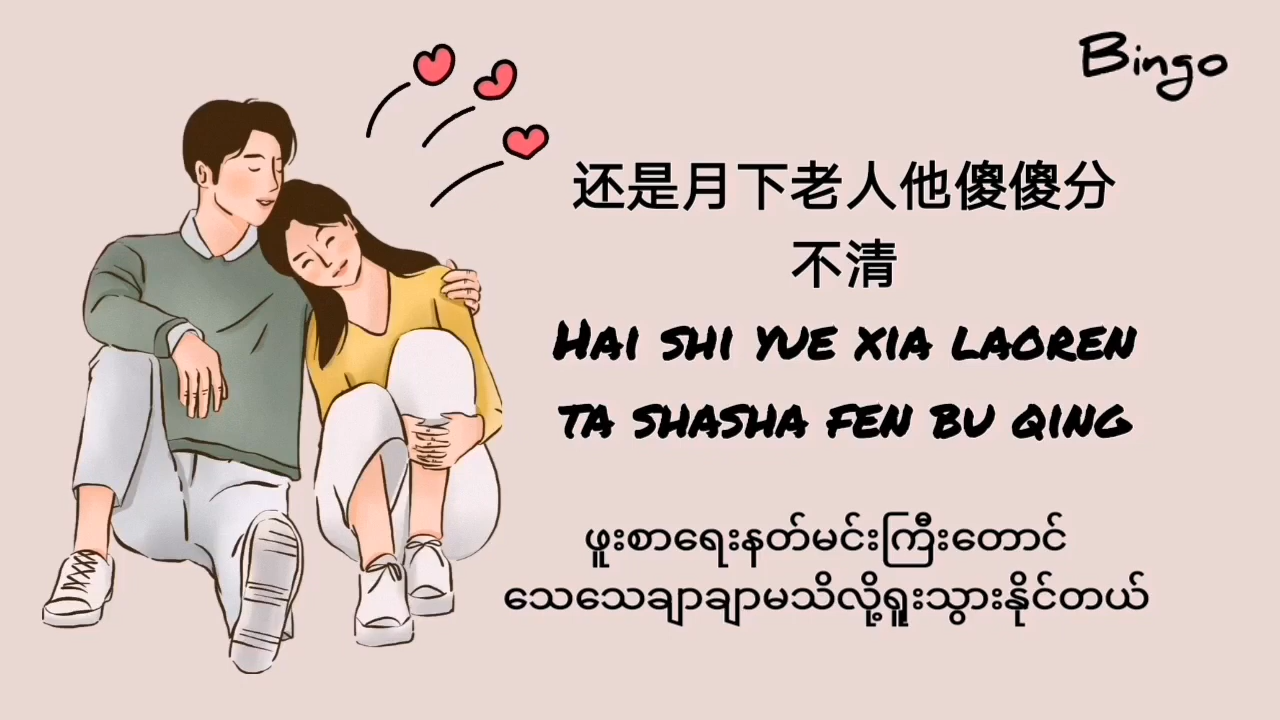 Bingo
还是月下老人他傻傻分
不清
Hai shi yue xia laoren
ta shasha fen bu qing
ဖူးစာရေးနတ်မင်းကြီးတောင်
သေသေချာချာမသိလို့ရူးသွားနိုင်တယ်